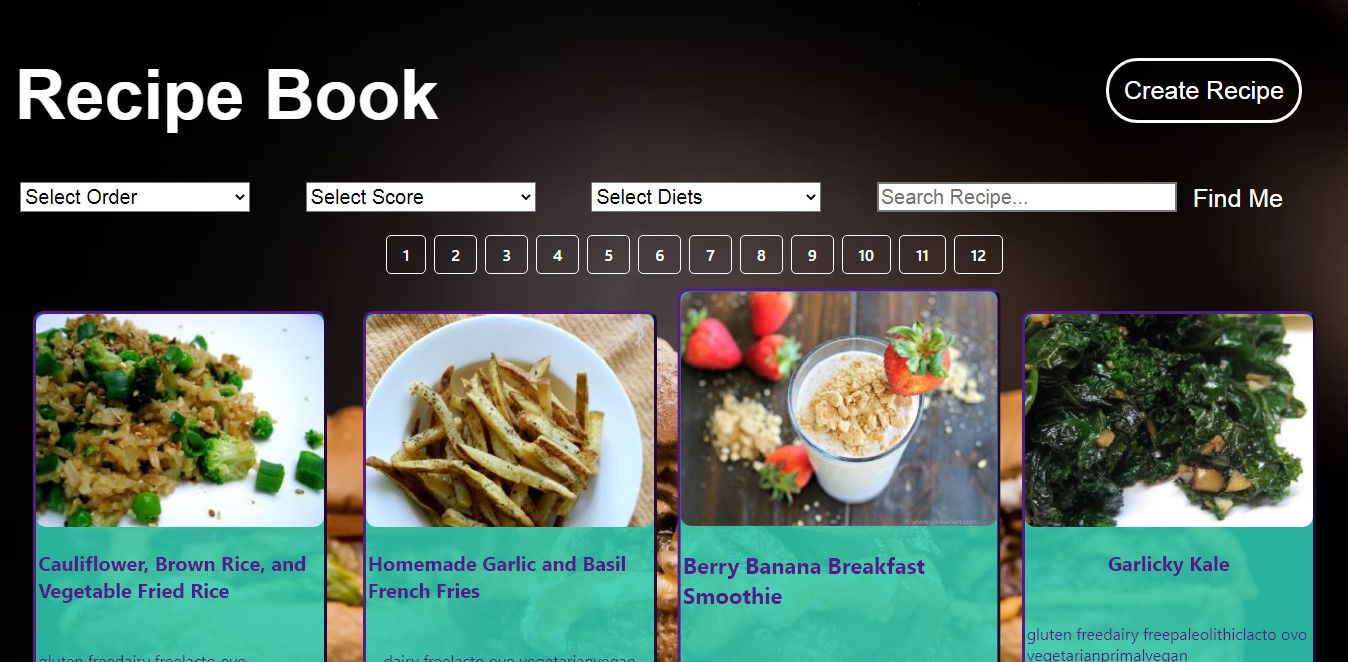 Recipe Book
Create Recipe
Select Order
Select Score
Select Diets
Search Recipe...
Find Me
1 2 3 4 5 6 7 8 9 10 11 12
Cauliflower, Brown Rice, and
Vegetable Fried Rice
gluten freedairy freelacto ovo
Homemade Garlic and Basil
French Fries
dairy freelacto ovo vegetarianvegan
Berry Banana Breakfast
Smoothie
Garlicky Kale
gluten freedairy freepaleolithiclacto ovo
vegetarianprimalvegan